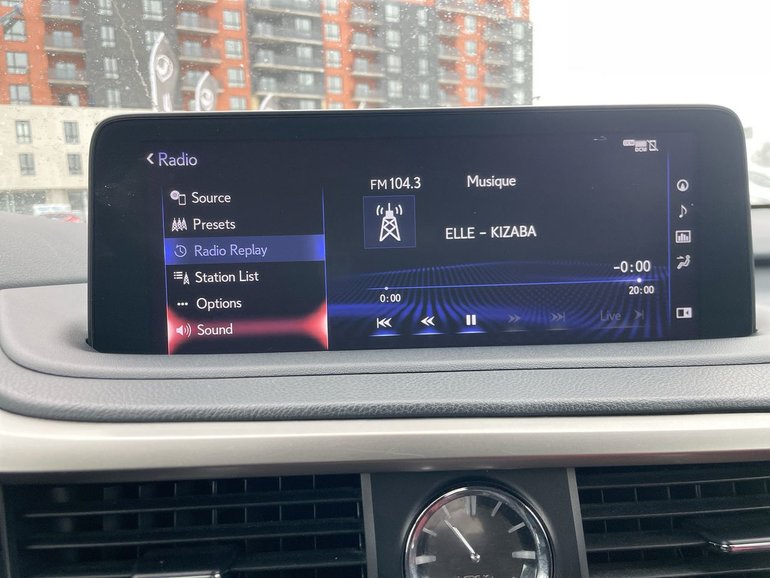 < Radio
Source
Presets
Radio Replay
Station List
Options
Sound
FM 104.3 Musique
ELLE - KIZABA
-0:00
0:00 20:00
Live
DCM